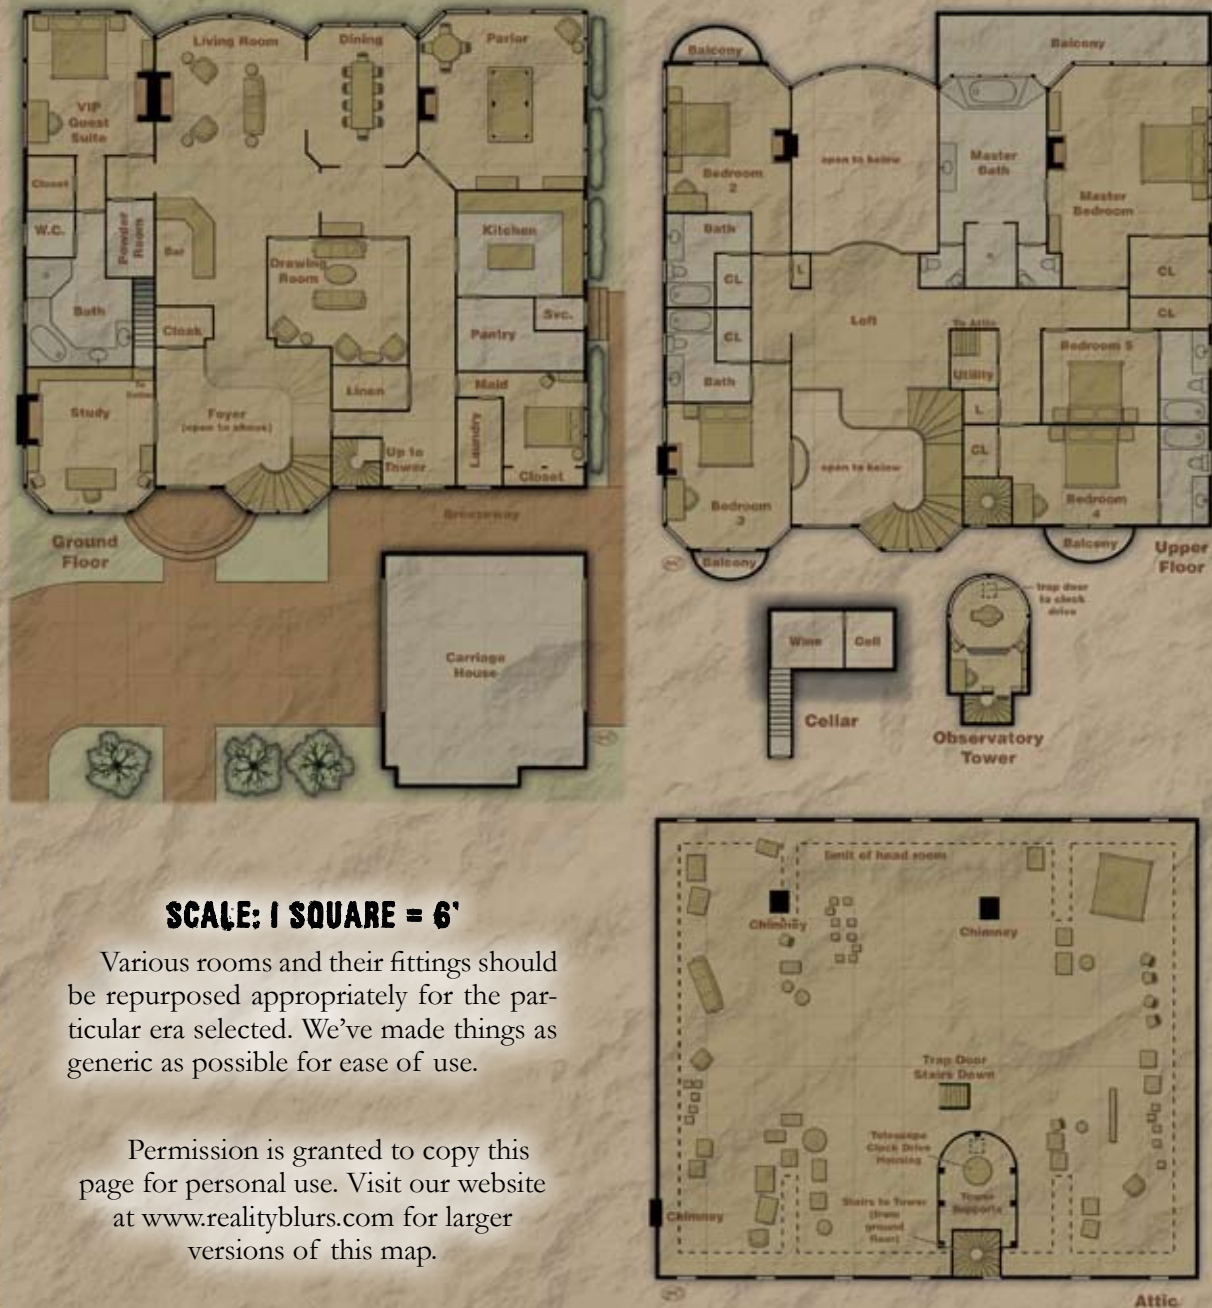 Living Room
Dining
Parlor
VIP
Guest
Suite
Closet
W.C.
Powder
Room
Bar
Kitchen
Drawing
Room
Bath
Cloak
Svc.
Pantry
Linen
Maid
Laundry
Closet
Study
To
Foyer
(open to above)
Up to
Tower
Breezeway
Ground
Floor
Carriage
House
Balcony
Balcony
Bedroom
2
open to below
Master
Bath
Master
Bedroom
Bath
CL
L
CL
CL
Loft
To Attic
CL
Bath
Utility
Bedroom 5
L
CL
open to below
Bedroom
3
Bedroom
4
Balcony
Balcony
Upper
Floor
Wine
Cell
Cellar
trap door
to clock
drive
Observatory
Tower
SCALE: 1 SQUARE = 6'
Various rooms and their fittings should
be repurposed appropriately for the par-
ticular era selected. We've made things as
generic as possible for ease of use.
Permission is granted to copy this
page for personal use. Visit our website
at www.realityblurs.com for larger
versions of this map.
limit of head room
Chimney
Chimney
Trap Door
Stairs Down
Telescope
Clock Drive
Housing
Stairs to Tower
(from
ground
floor)
Tower
Supports
Chimney
Attic